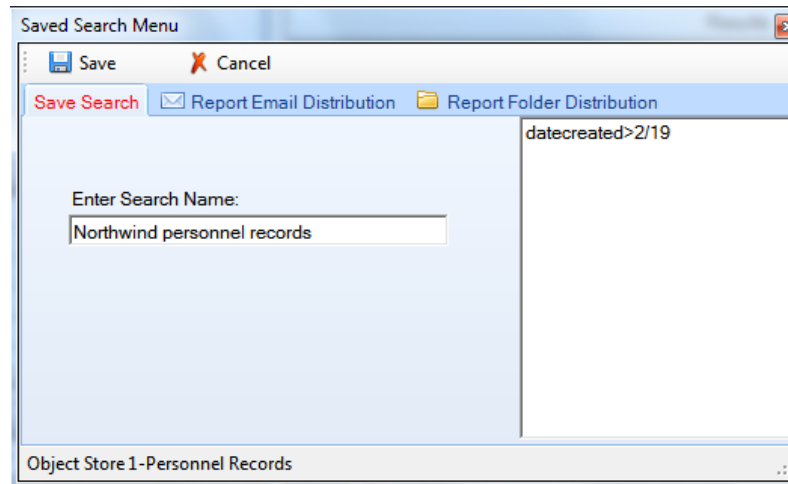 Saved Search Menu
Save Cancel
Save Search Report Email Distribution Report Folder Distribution
datecreated>2/19
Enter Search Name:
Northwind personnel records
Object Store 1-Personnel Records